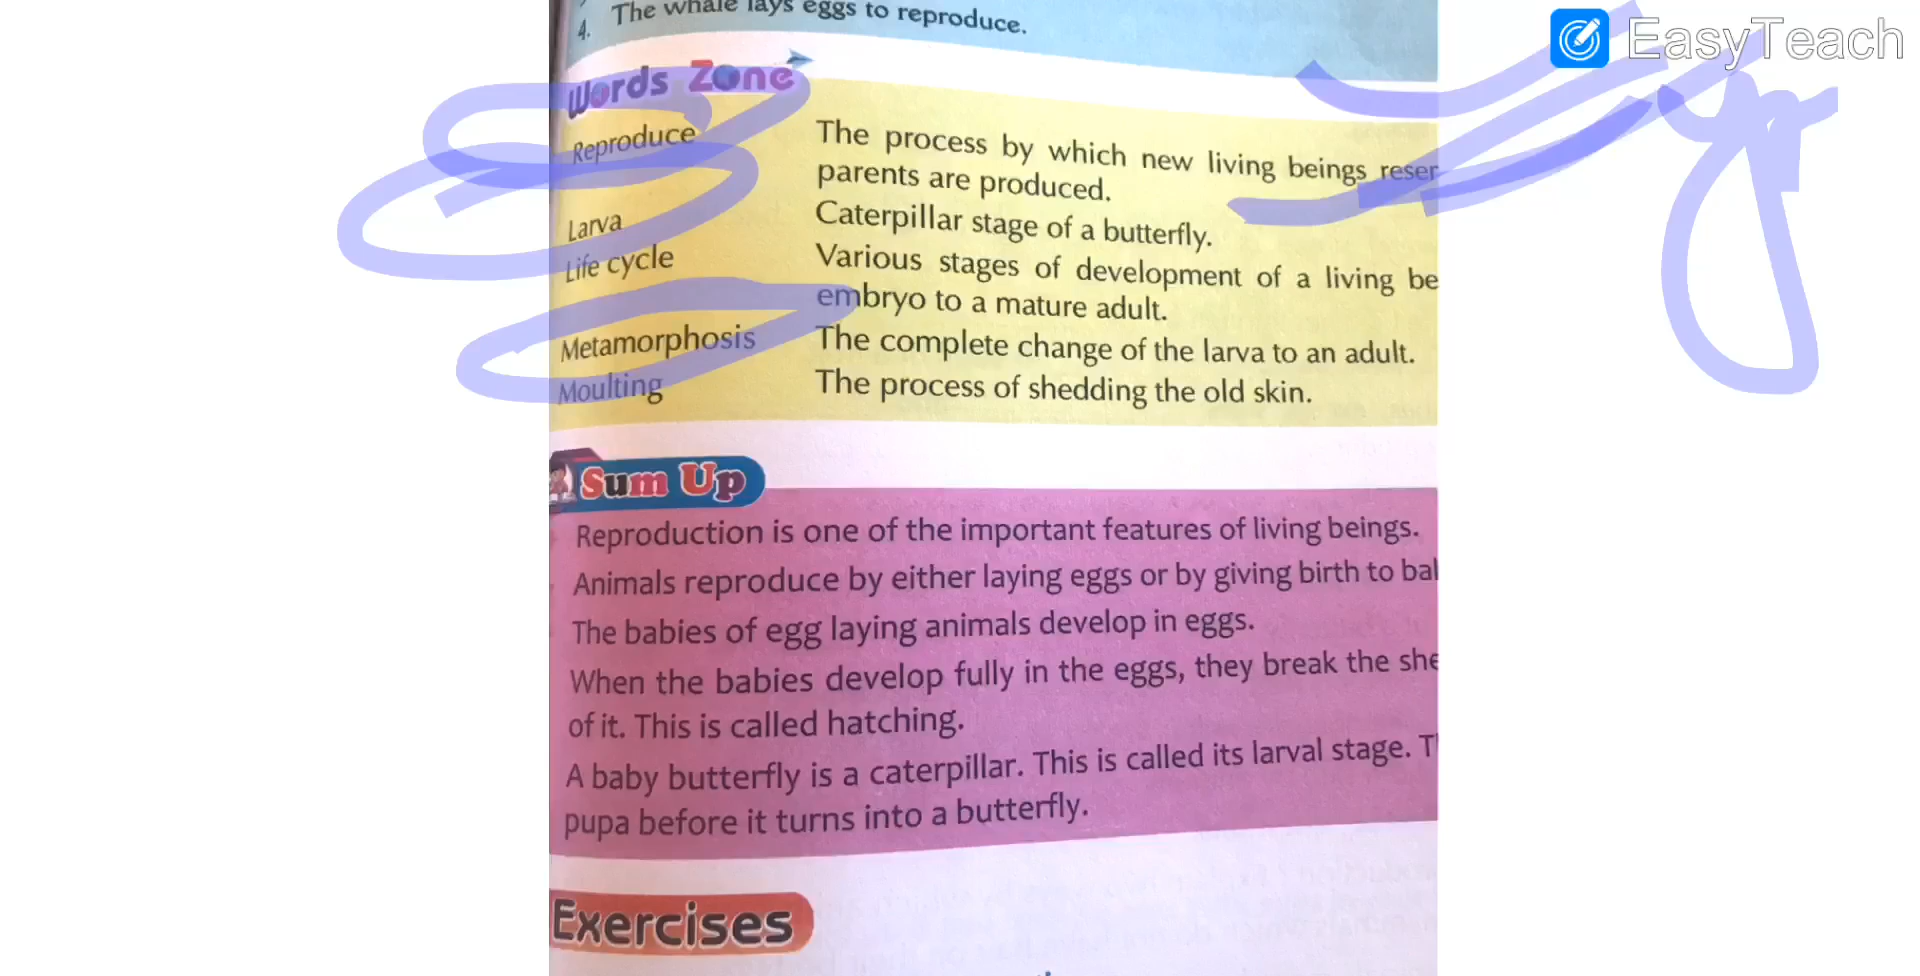 EasyTeach
4. The whale lays eggs to reproduce.
Words Zone
Reproduce The process by which new living beings
parents are produced.
Larva Caterpillar stage of a butterfly.
Life cycle Various stages of development of a living
embryo to a mature adult.
Metamorphosis The complete change of the larva to an adult.
Moulting The process of shedding the old skin.
Sum Up
Reproduction is one of the important features of living beings.
Animals reproduce by either laying eggs or by giving birth to
The babies of egg laying animals develop in eggs.
When the babies develop fully in the eggs, they break the
of it. This is called hatching.
A baby butterfly is a caterpillar. This is called its larval stage.
pupa before it turns into a butterfly.
Exercises